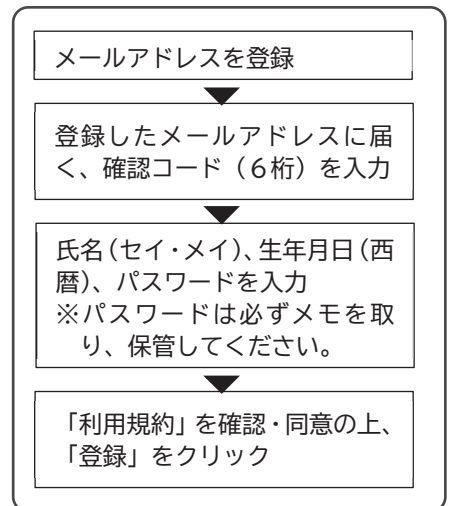 メールアドレスを登録
登録したメールアドレスに届
く、確認コード（6桁）を入力
氏名（セイ・メイ）、生年月日（西
暦）、パスワードを入力
※パスワードは必ずメモを取
り、保管してください。
「利用規約」を確認・同意の上、
「登録」をクリック